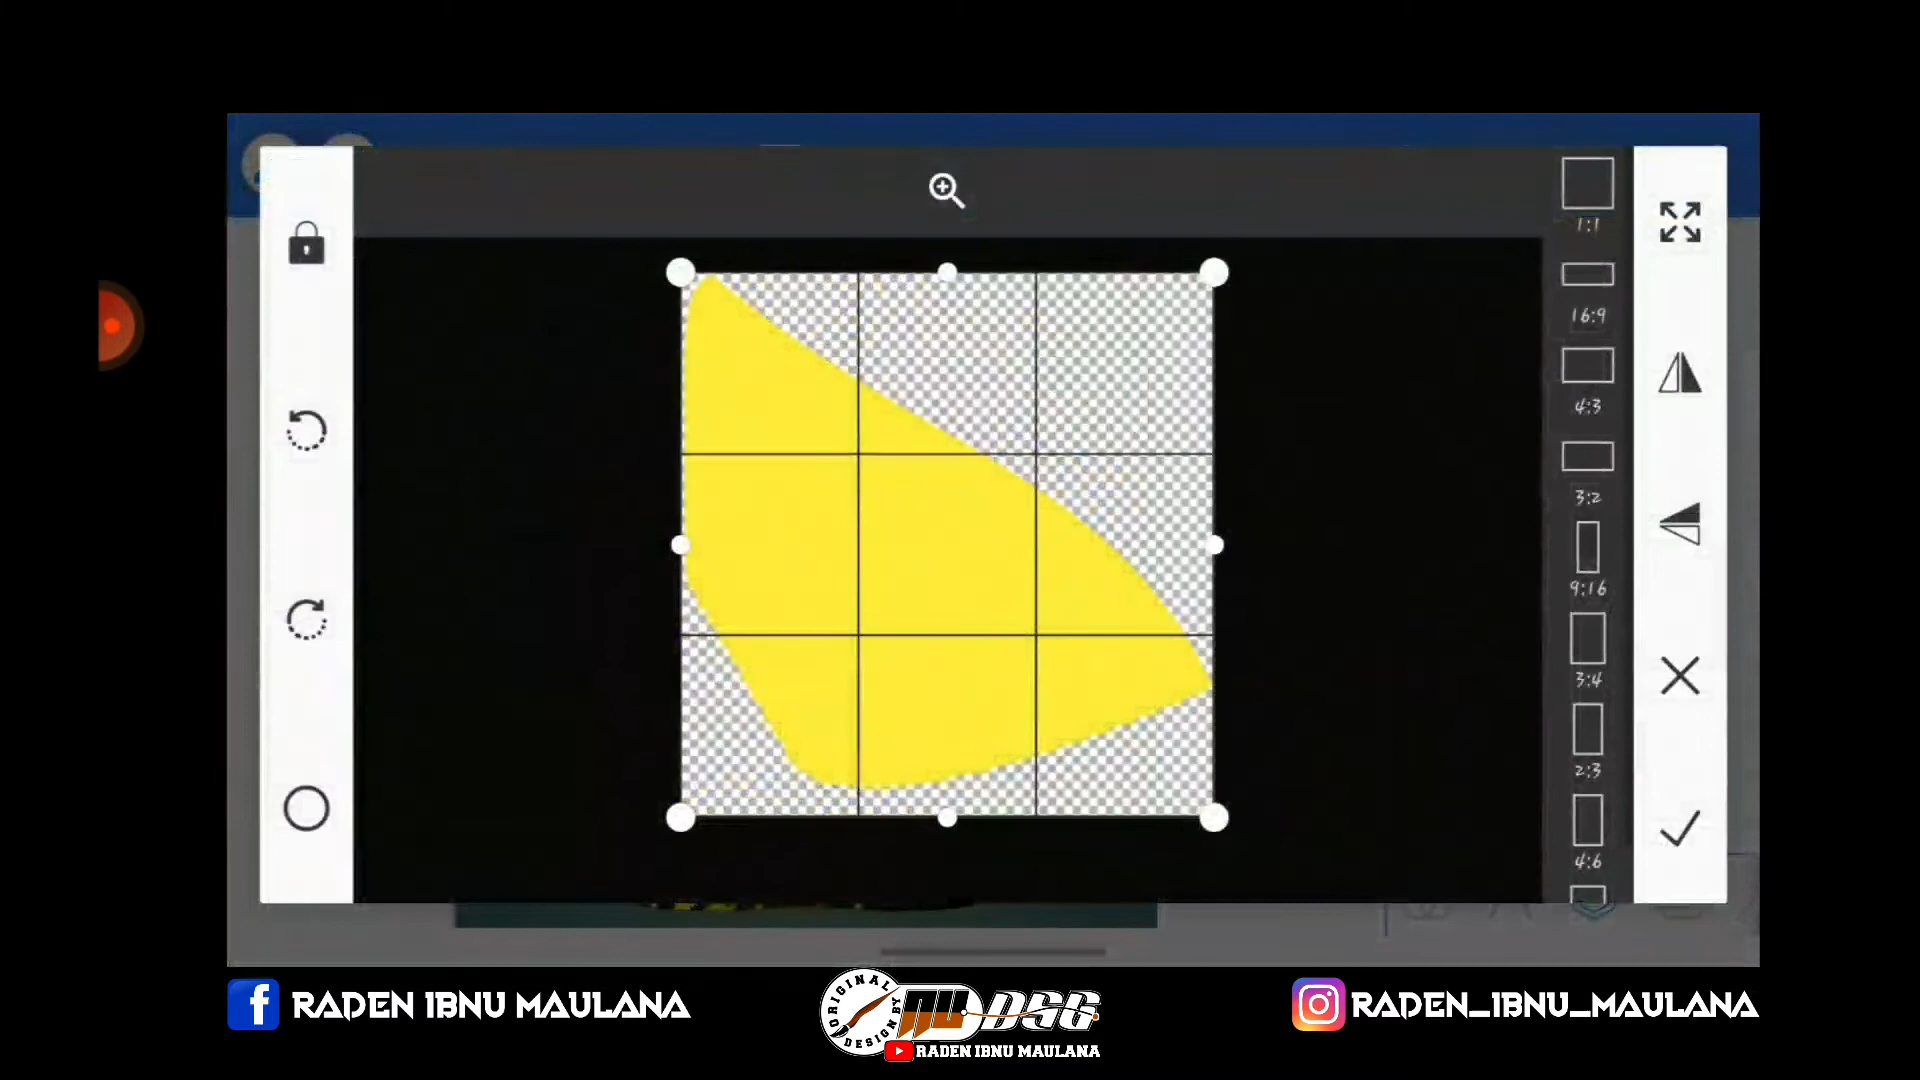 1:1
16:9
4:3
3:2
9:16
3:4
2:3
4:6
RADEN IBNU MAULANA
ORIGINAL
DESIGN BY
DSG
RADEN IBNU MAULANA
RADEN_IBNU_MAULANA